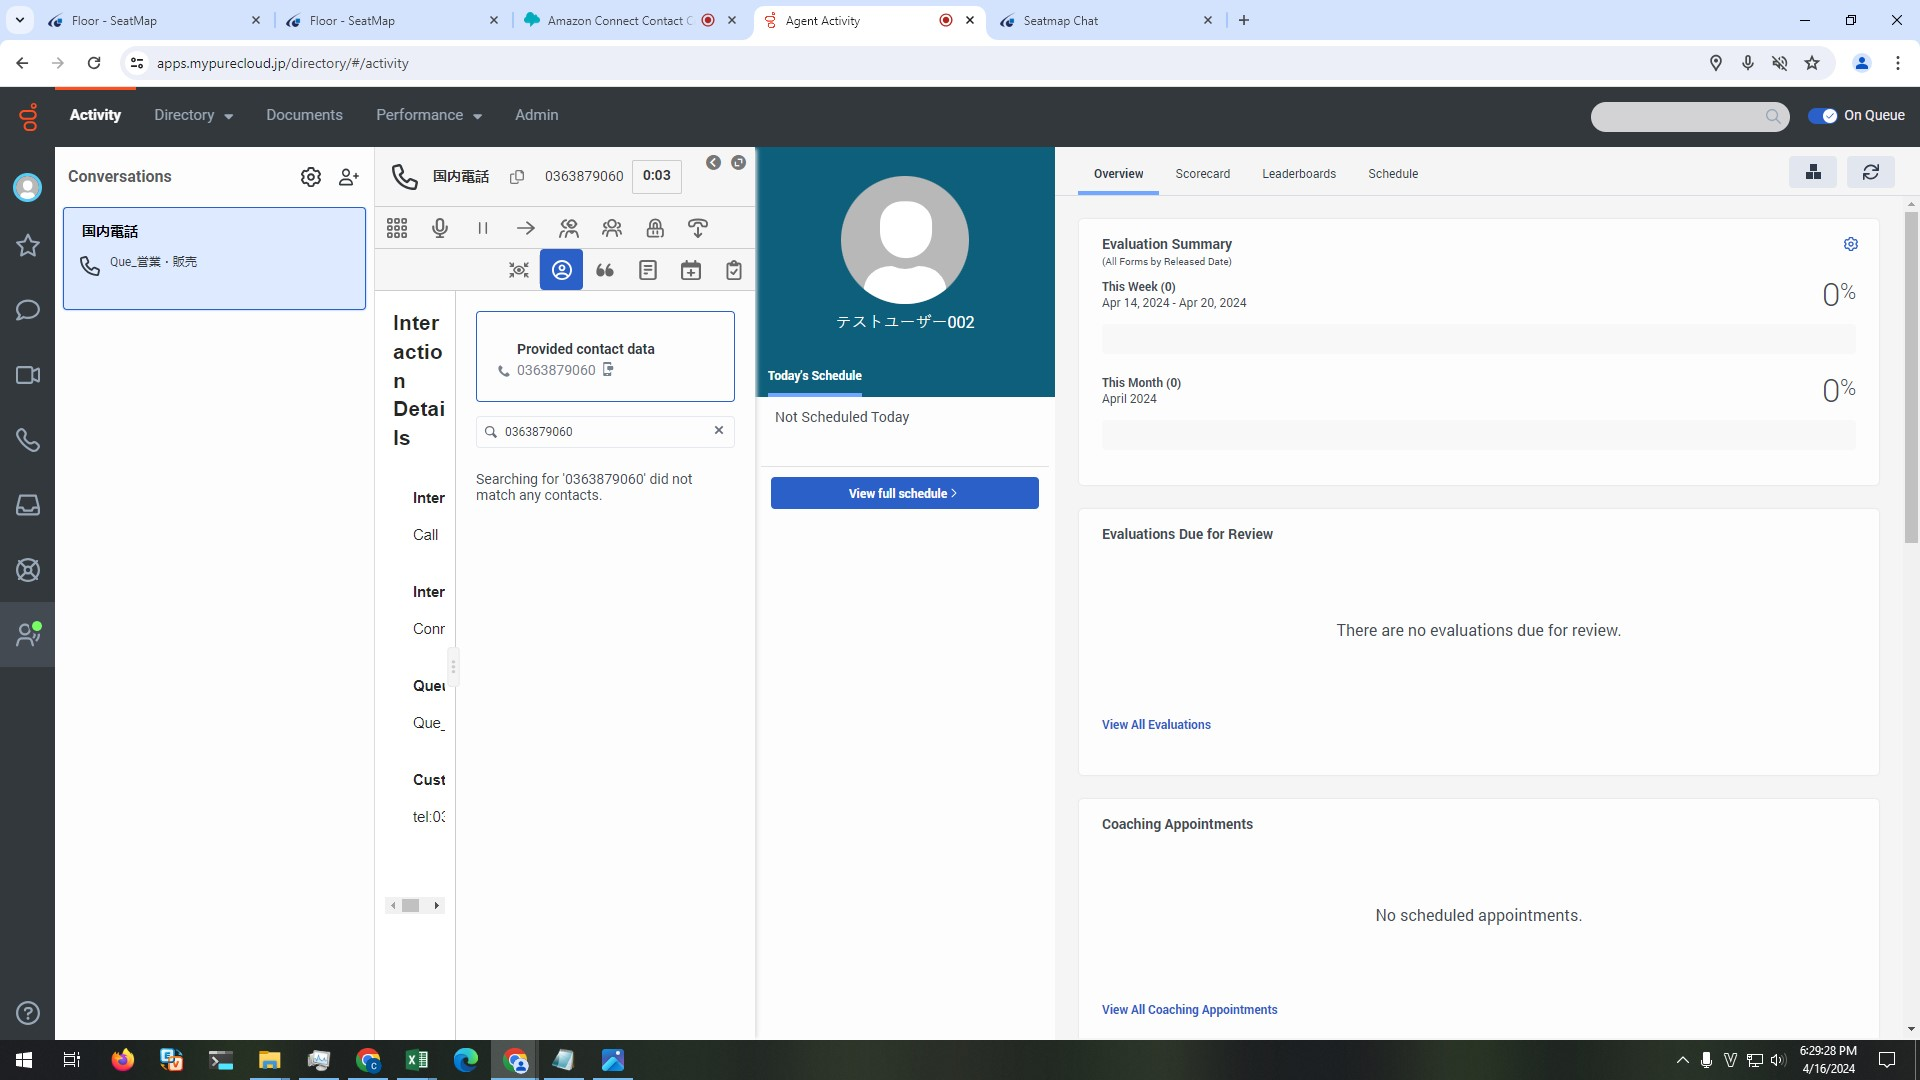 Floor - SeatMap
Floor - SeatMap
Amazon Connect Contact C
Agent Activity
Seatmap Chat
apps.mypurecloud.jp/directory/#/activity
Activity
Directory
Documents
Performance
Admin
On Queue
Conversations
国内電話
Que_営業・販売
国内電話
0363879060
0:03
Inter
actio
n
Detai
ls
Inter
Call
Inter
Conr
Queu
Que_
Cust
tel:03
Provided contact data
0363879060
0363879060
Searching for '0363879060' did not
match any contacts.
テストユーザー002
Today's Schedule
Not Scheduled Today
View full schedule
Overview
Scorecard
Leaderboards
Schedule
Evaluation Summary
(All Forms by Released Date)
This Week (0)
Apr 14, 2024 - Apr 20, 2024
0%
This Month (0)
April 2024
0%
Evaluations Due for Review
There are no evaluations due for review.
View All Evaluations
Coaching Appointments
No scheduled appointments.
View All Coaching Appointments
6:29:28 PM
4/16/2024